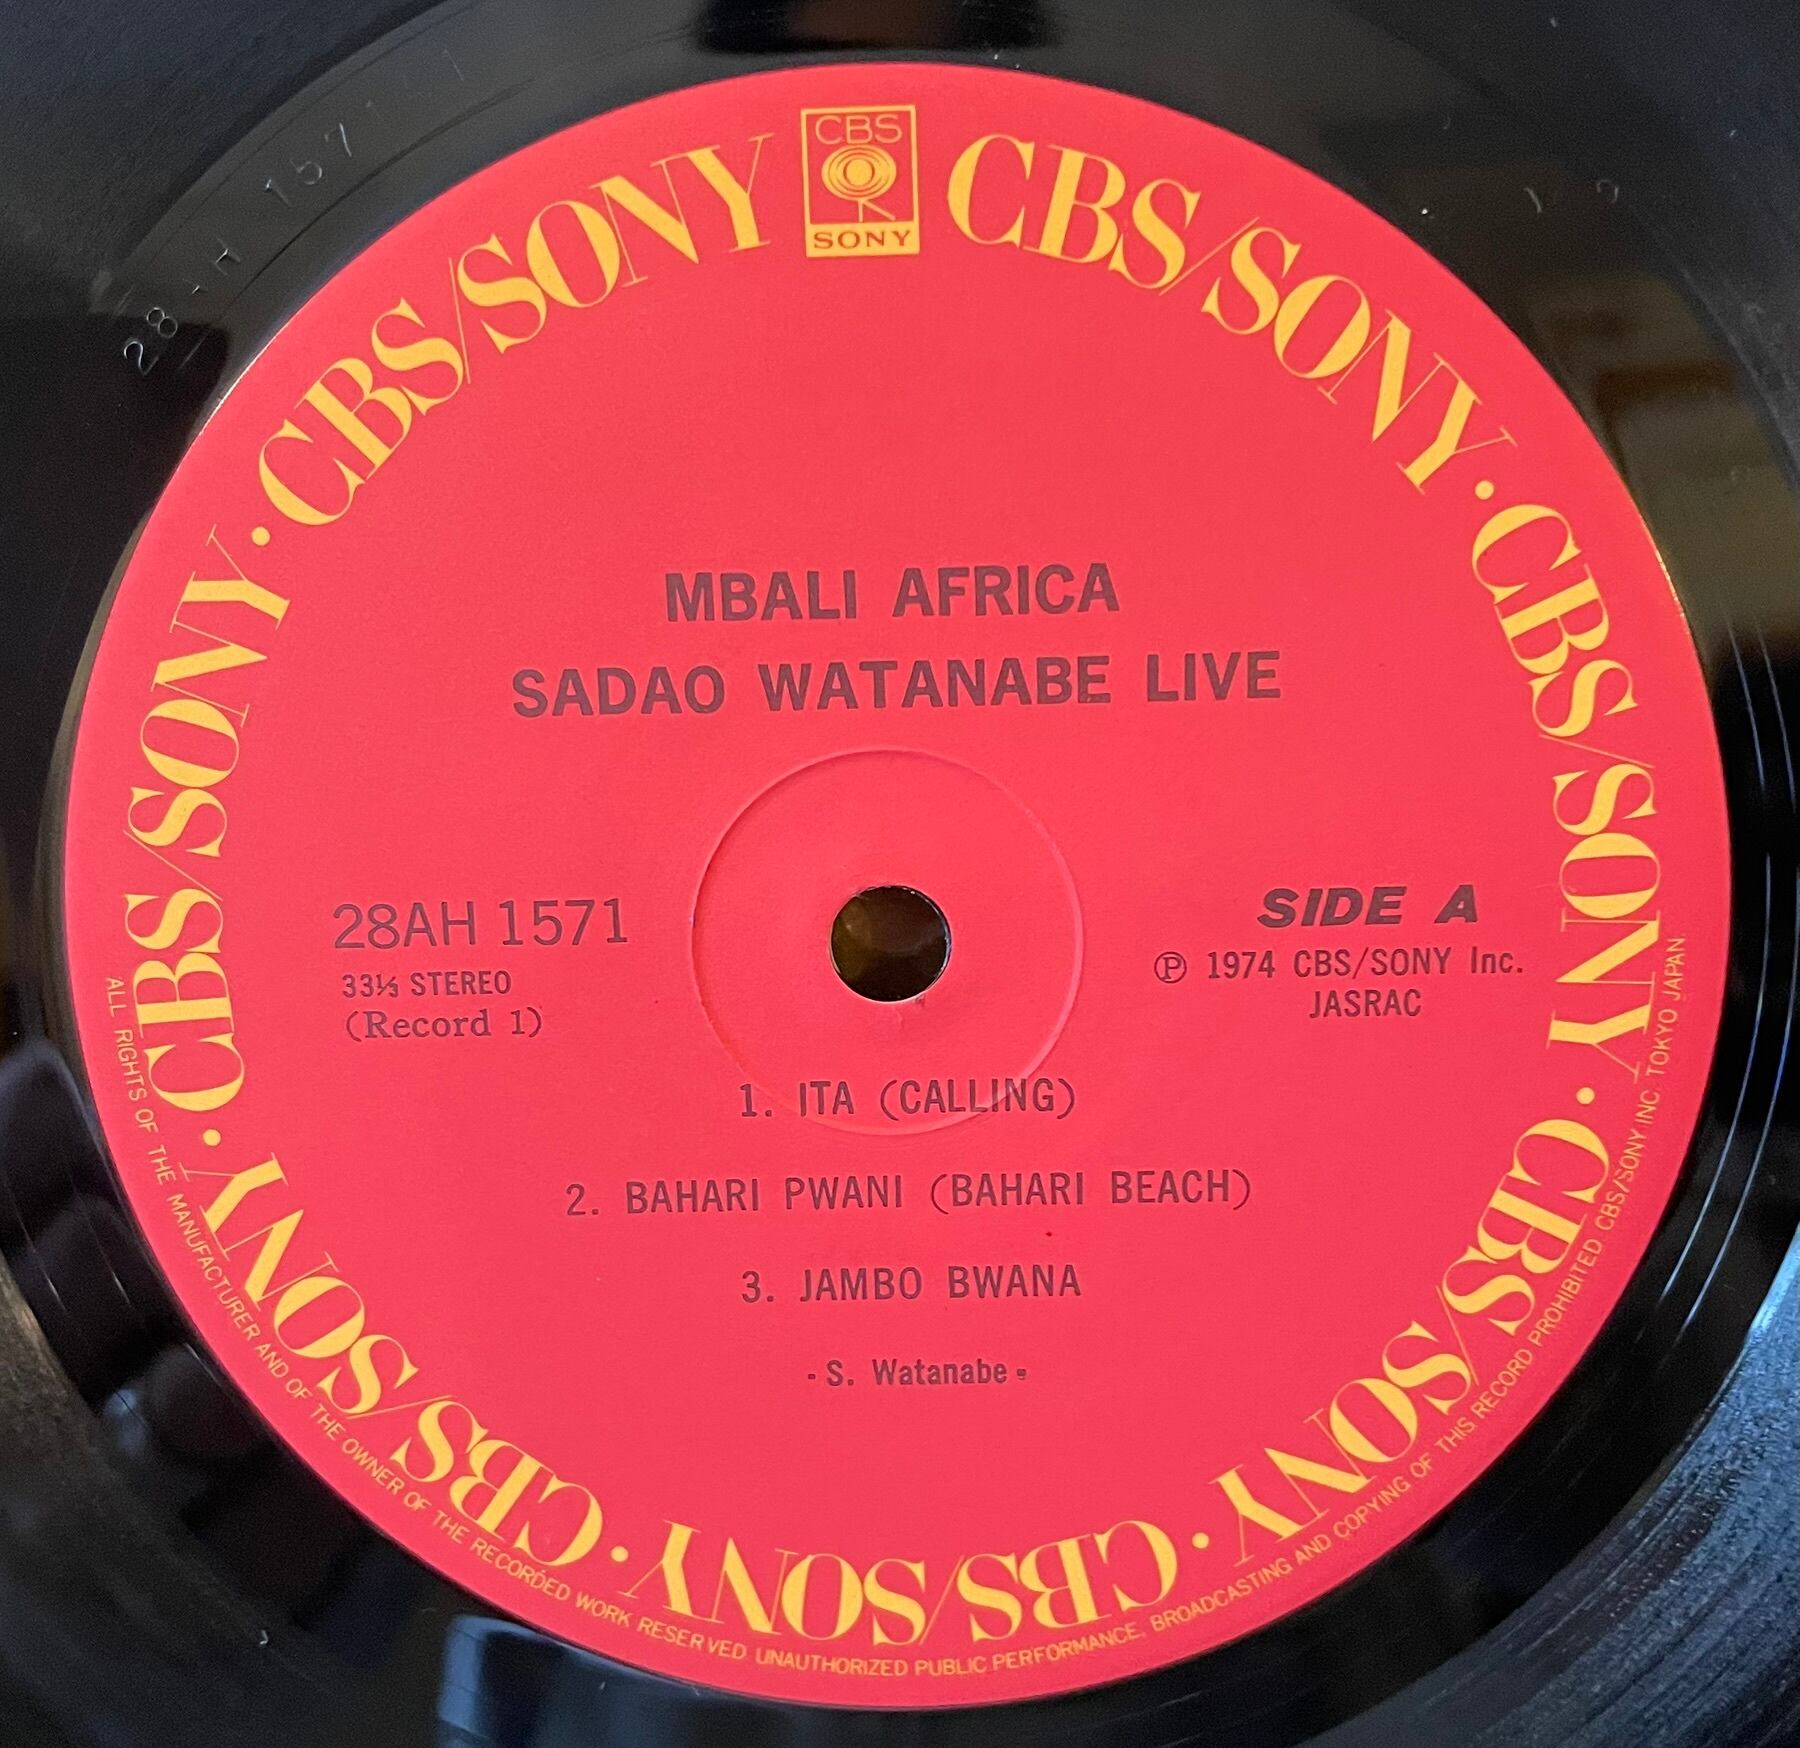 CBS
SONY
CBS/SONY · CBS/SONY · CBS/SONY · CBS/SONY · CBS/SONY · CBS/SONY · CBS/SONY
MBALI AFRICA
SADAO WATANABE LIVE
28AH 1571
33⅓ STEREO
(Record 1)
SIDE A
Ⓟ 1974 CBS/SONY Inc.
JASRAC
1. ITA (CALLING)
2. BAHARI PWANI (BAHARI BEACH)
3. JAMBO BWANA
- S. Watanabe -
ALL RIGHTS OF THE MANUFACTURER AND OF THE OWNER OF THE RECORDED WORK RESERVED UNAUTHORIZED PUBLIC PERFORMANCE, BROADCASTING AND COPYING OF THIS RECORD PROHIBITED CBS/SONY INC. TOKYO JAPAN